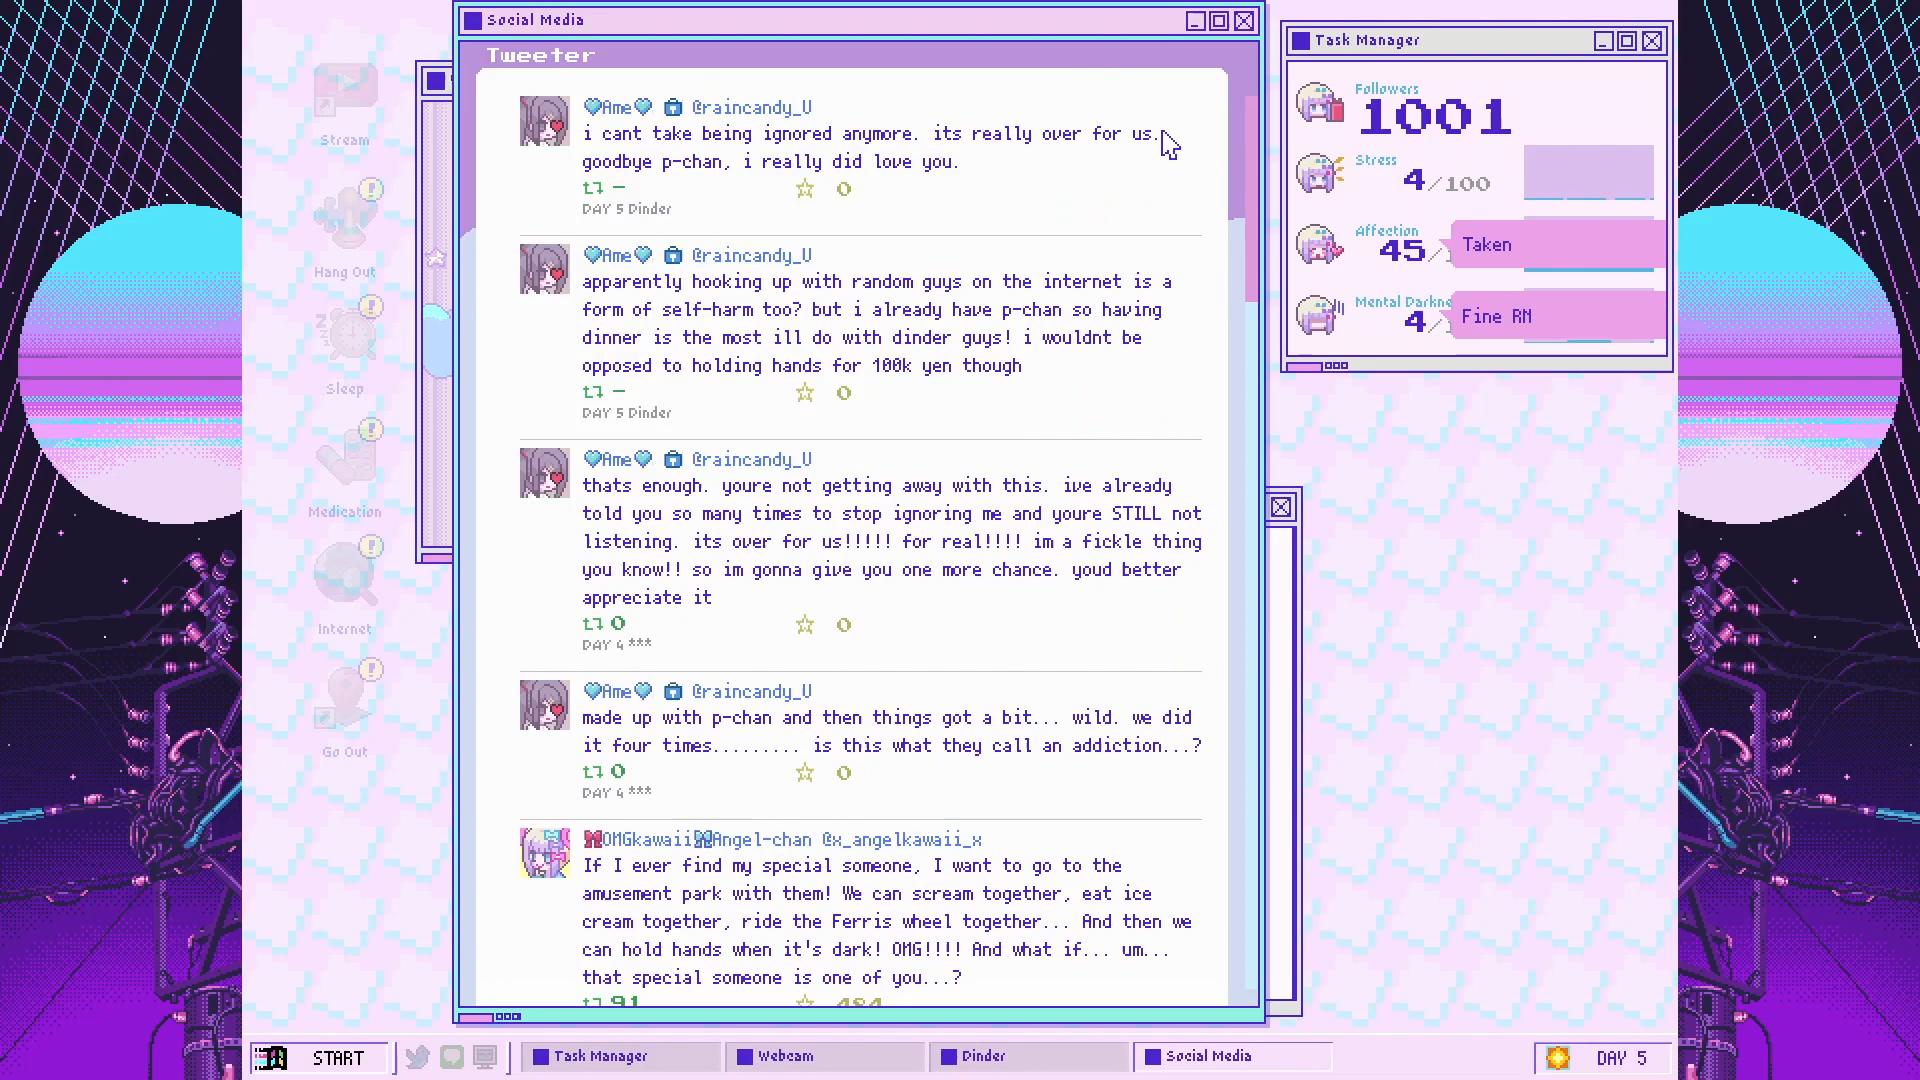 Social Media
Tweeter
Ame @raincandy_U
i cant take being ignored anymore. its really over for us.
goodbye p-chan, i really did love you.
— 0
DAY 5 Dinder
Ame @raincandy_U
apparently hooking up with random guys on the internet is a
form of self-harm too? but i already have p-chan so having
dinner is the most ill do with dinder guys! i wouldnt be
opposed to holding hands for 100k yen though
— 0
DAY 5 Dinder
Ame @raincandy_U
thats enough. youre not getting away with this. ive already
told you so many times to stop ignoring me and youre STILL not
listening. its over for us!!!!! for real!!!! im a fickle thing
you know!! so im gonna give you one more chance. youd better
appreciate it
0 0
DAY 4 ***
Ame @raincandy_U
made up with p-chan and then things got a bit... wild. we did
it four times......... is this what they call an addiction...?
0 0
DAY 4 ***
OMGkawaii Angel-chan @x_angelkawaii_x
If I ever find my special someone, I want to go to the
amusement park with them! We can scream together, eat ice
cream together, ride the Ferris wheel together... And then we
can hold hands when it's dark! OMG!!!! And what if... um...
that special someone is one of you...?
91 484
Task Manager
Followers
1001
Stress
4/100
Affection
45/
Taken
Mental Darkne
4/
Fine RN
Stream
Hang Out
Sleep
Medication
Internet
Go Out
START
Task Manager
Webcam
Dinder
Social Media
DAY 5